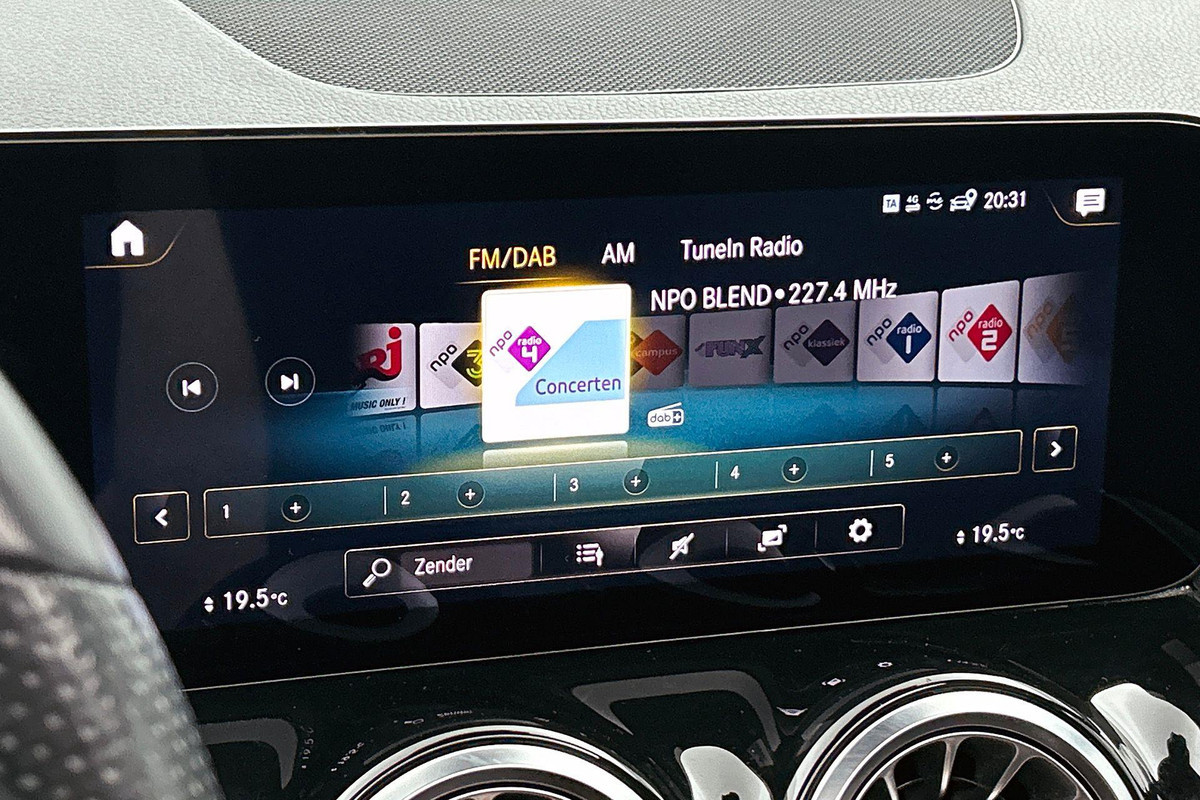 TA 4G 20:31
FM/DAB AM TuneIn Radio
NPO BLEND • 227.4 MHz
NRJ
MUSIC ONLY !
npo 3
npo radio 4
Concerten
campus
FUNX
npo klassiek
npo radio 1
npo radio 2
npo
dab+
1 + 2 + 3 + 4 + 5 +
Zender
19.5°C
19.5°C